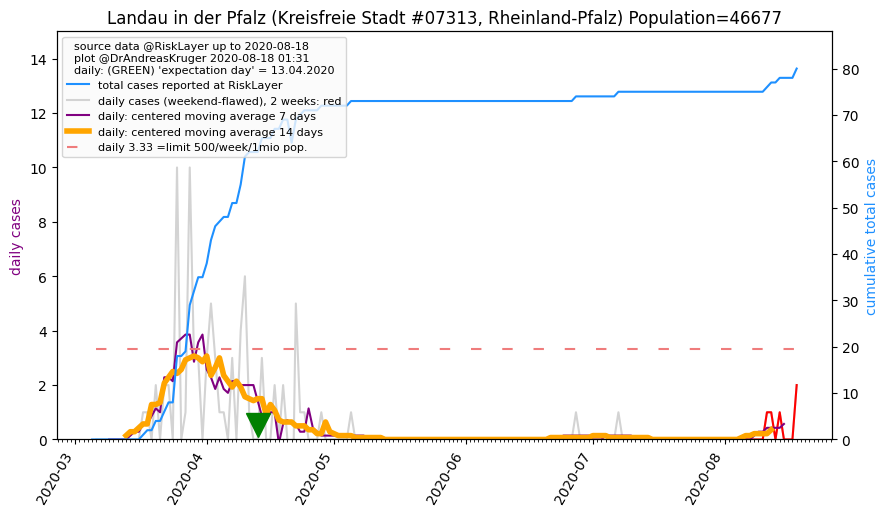 Landau in der Pfalz (Kreisfreie Stadt #07313, Rheinland-Pfalz) Population=46677
source data @RiskLayer up to 2020-08-18
plot @DrAndreasKruger 2020-08-18 01:31
daily: (GREEN) 'expectation day' = 13.04.2020
total cases reported at RiskLayer
daily cases (weekend-flawed), 2 weeks: red
daily: centered moving average 7 days
daily: centered moving average 14 days
daily 3.33 =limit 500/week/1mio pop.
daily cases
14
12
10
8
6
4
2
0
cumulative total cases
80
70
60
50
40
30
20
10
0
2020-03
2020-04
2020-05
2020-06
2020-07
2020-08